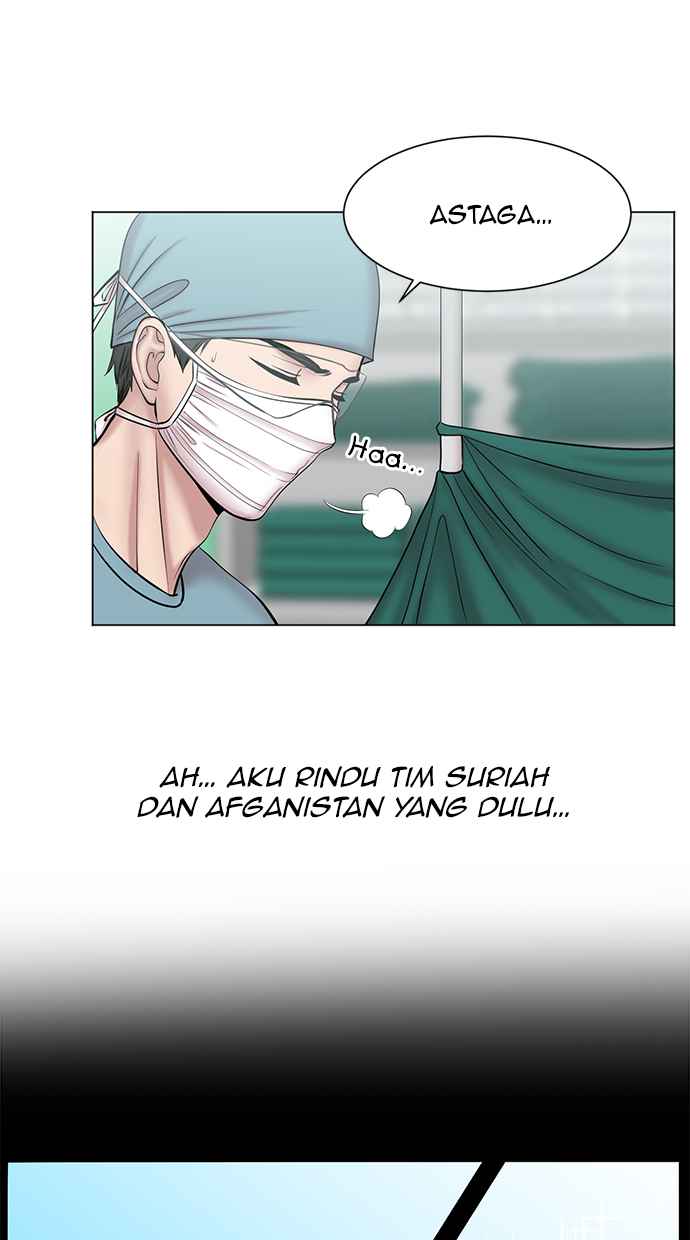 ASTAGA...
Haa...
AH... AKU RINDU TIM SURIAH
DAN AFGANISTAN YANG DULU...